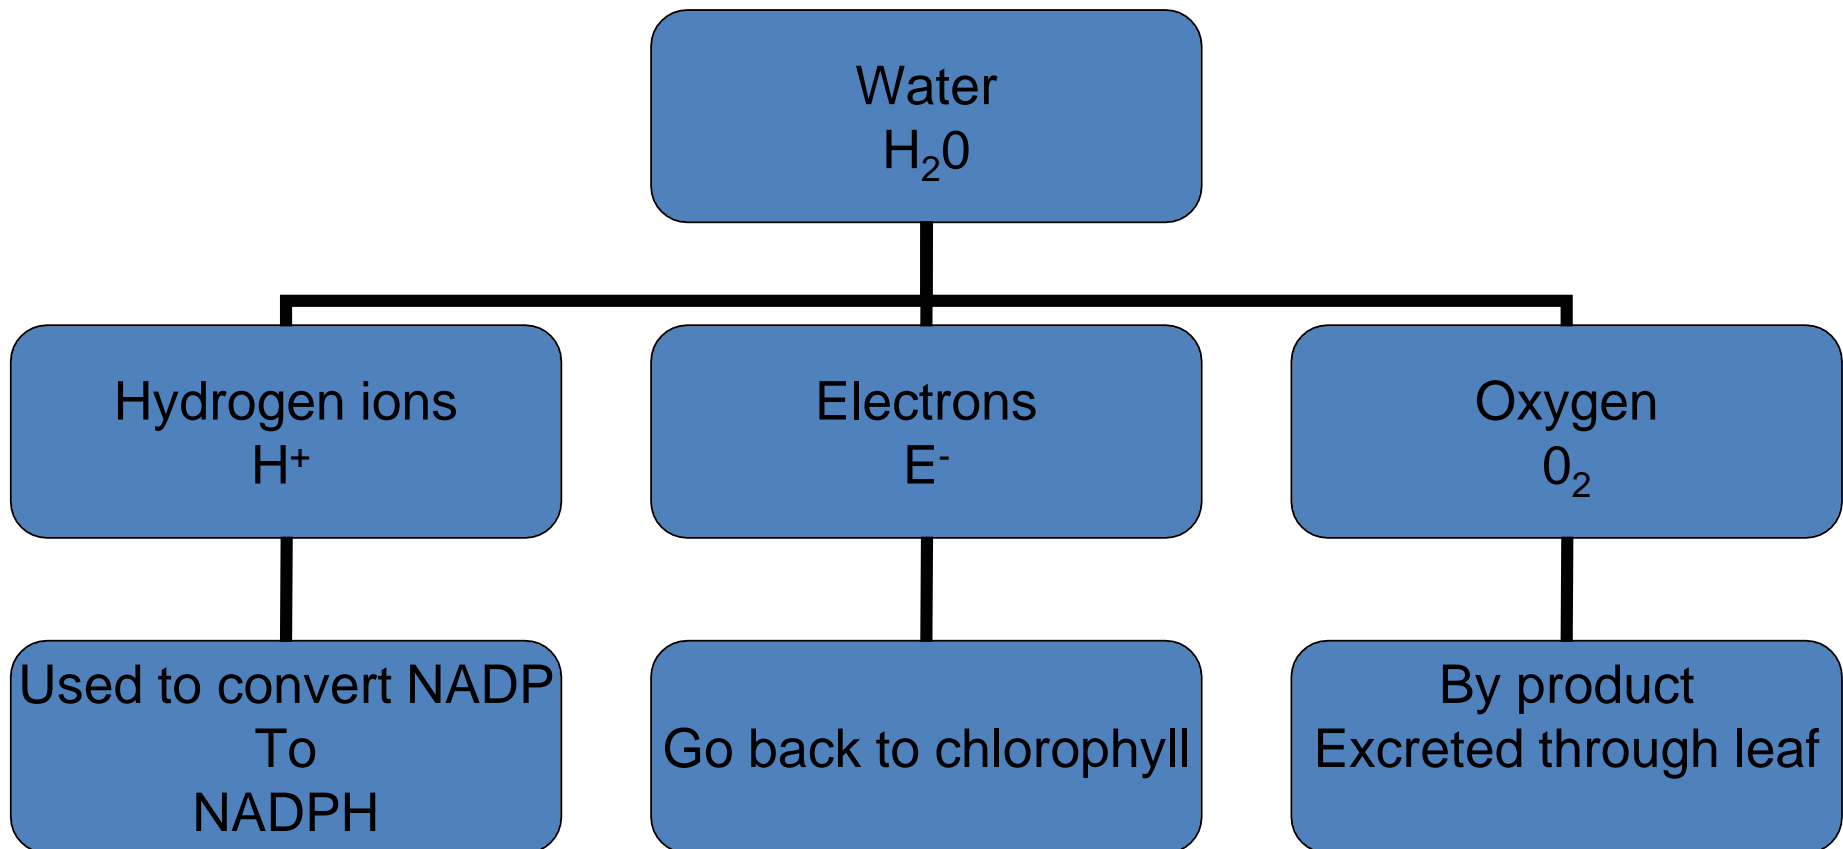 Water
H₂0
Hydrogen ions
H⁺
Electrons
E⁻
Oxygen
0₂
Used to convert NADP
To
NADPH
Go back to chlorophyll
By product
Excreted through leaf